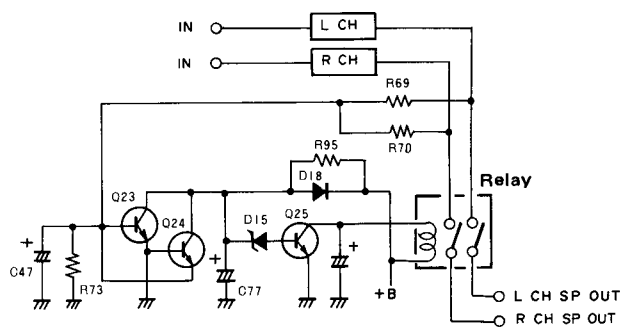 IN
L CH
IN
R CH
R69
R95
R70
D18
Relay
Q23
Q24
D15
Q25
+
+
+
C47
R73
C77
+B
L CH SP OUT
R CH SP OUT